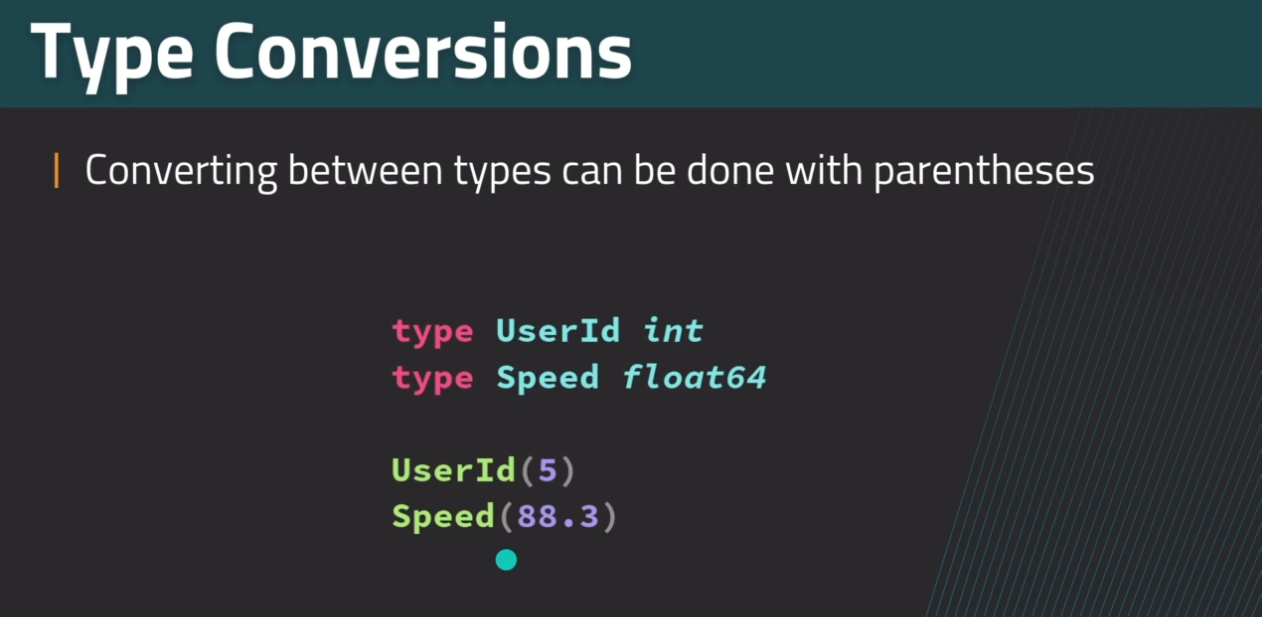 Type Conversions
Converting between types can be done with parentheses
type UserId int
type Speed float64
UserId(5)
Speed(88.3)